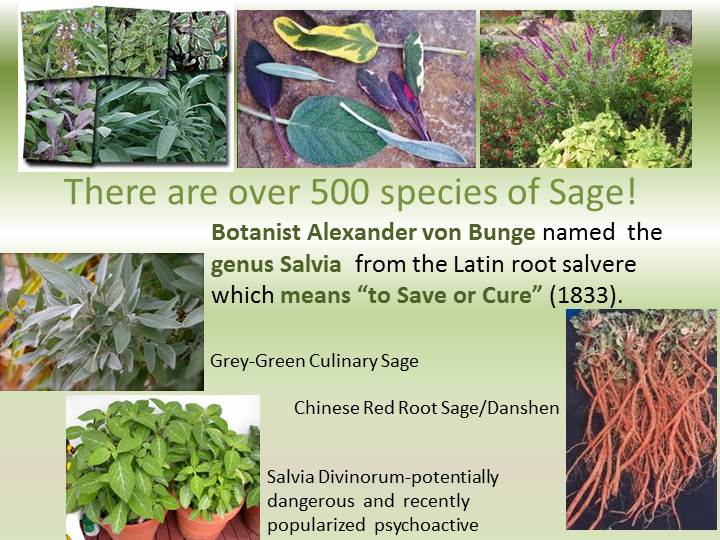 There are over 500 species of Sage!
Botanist Alexander von Bunge named the
genus Salvia from the Latin root salvere
which means “to Save or Cure” (1833).
Grey-Green Culinary Sage
Chinese Red Root Sage/Danshen
Salvia Divinorum-potentially
dangerous and recently
popularized psychoactive